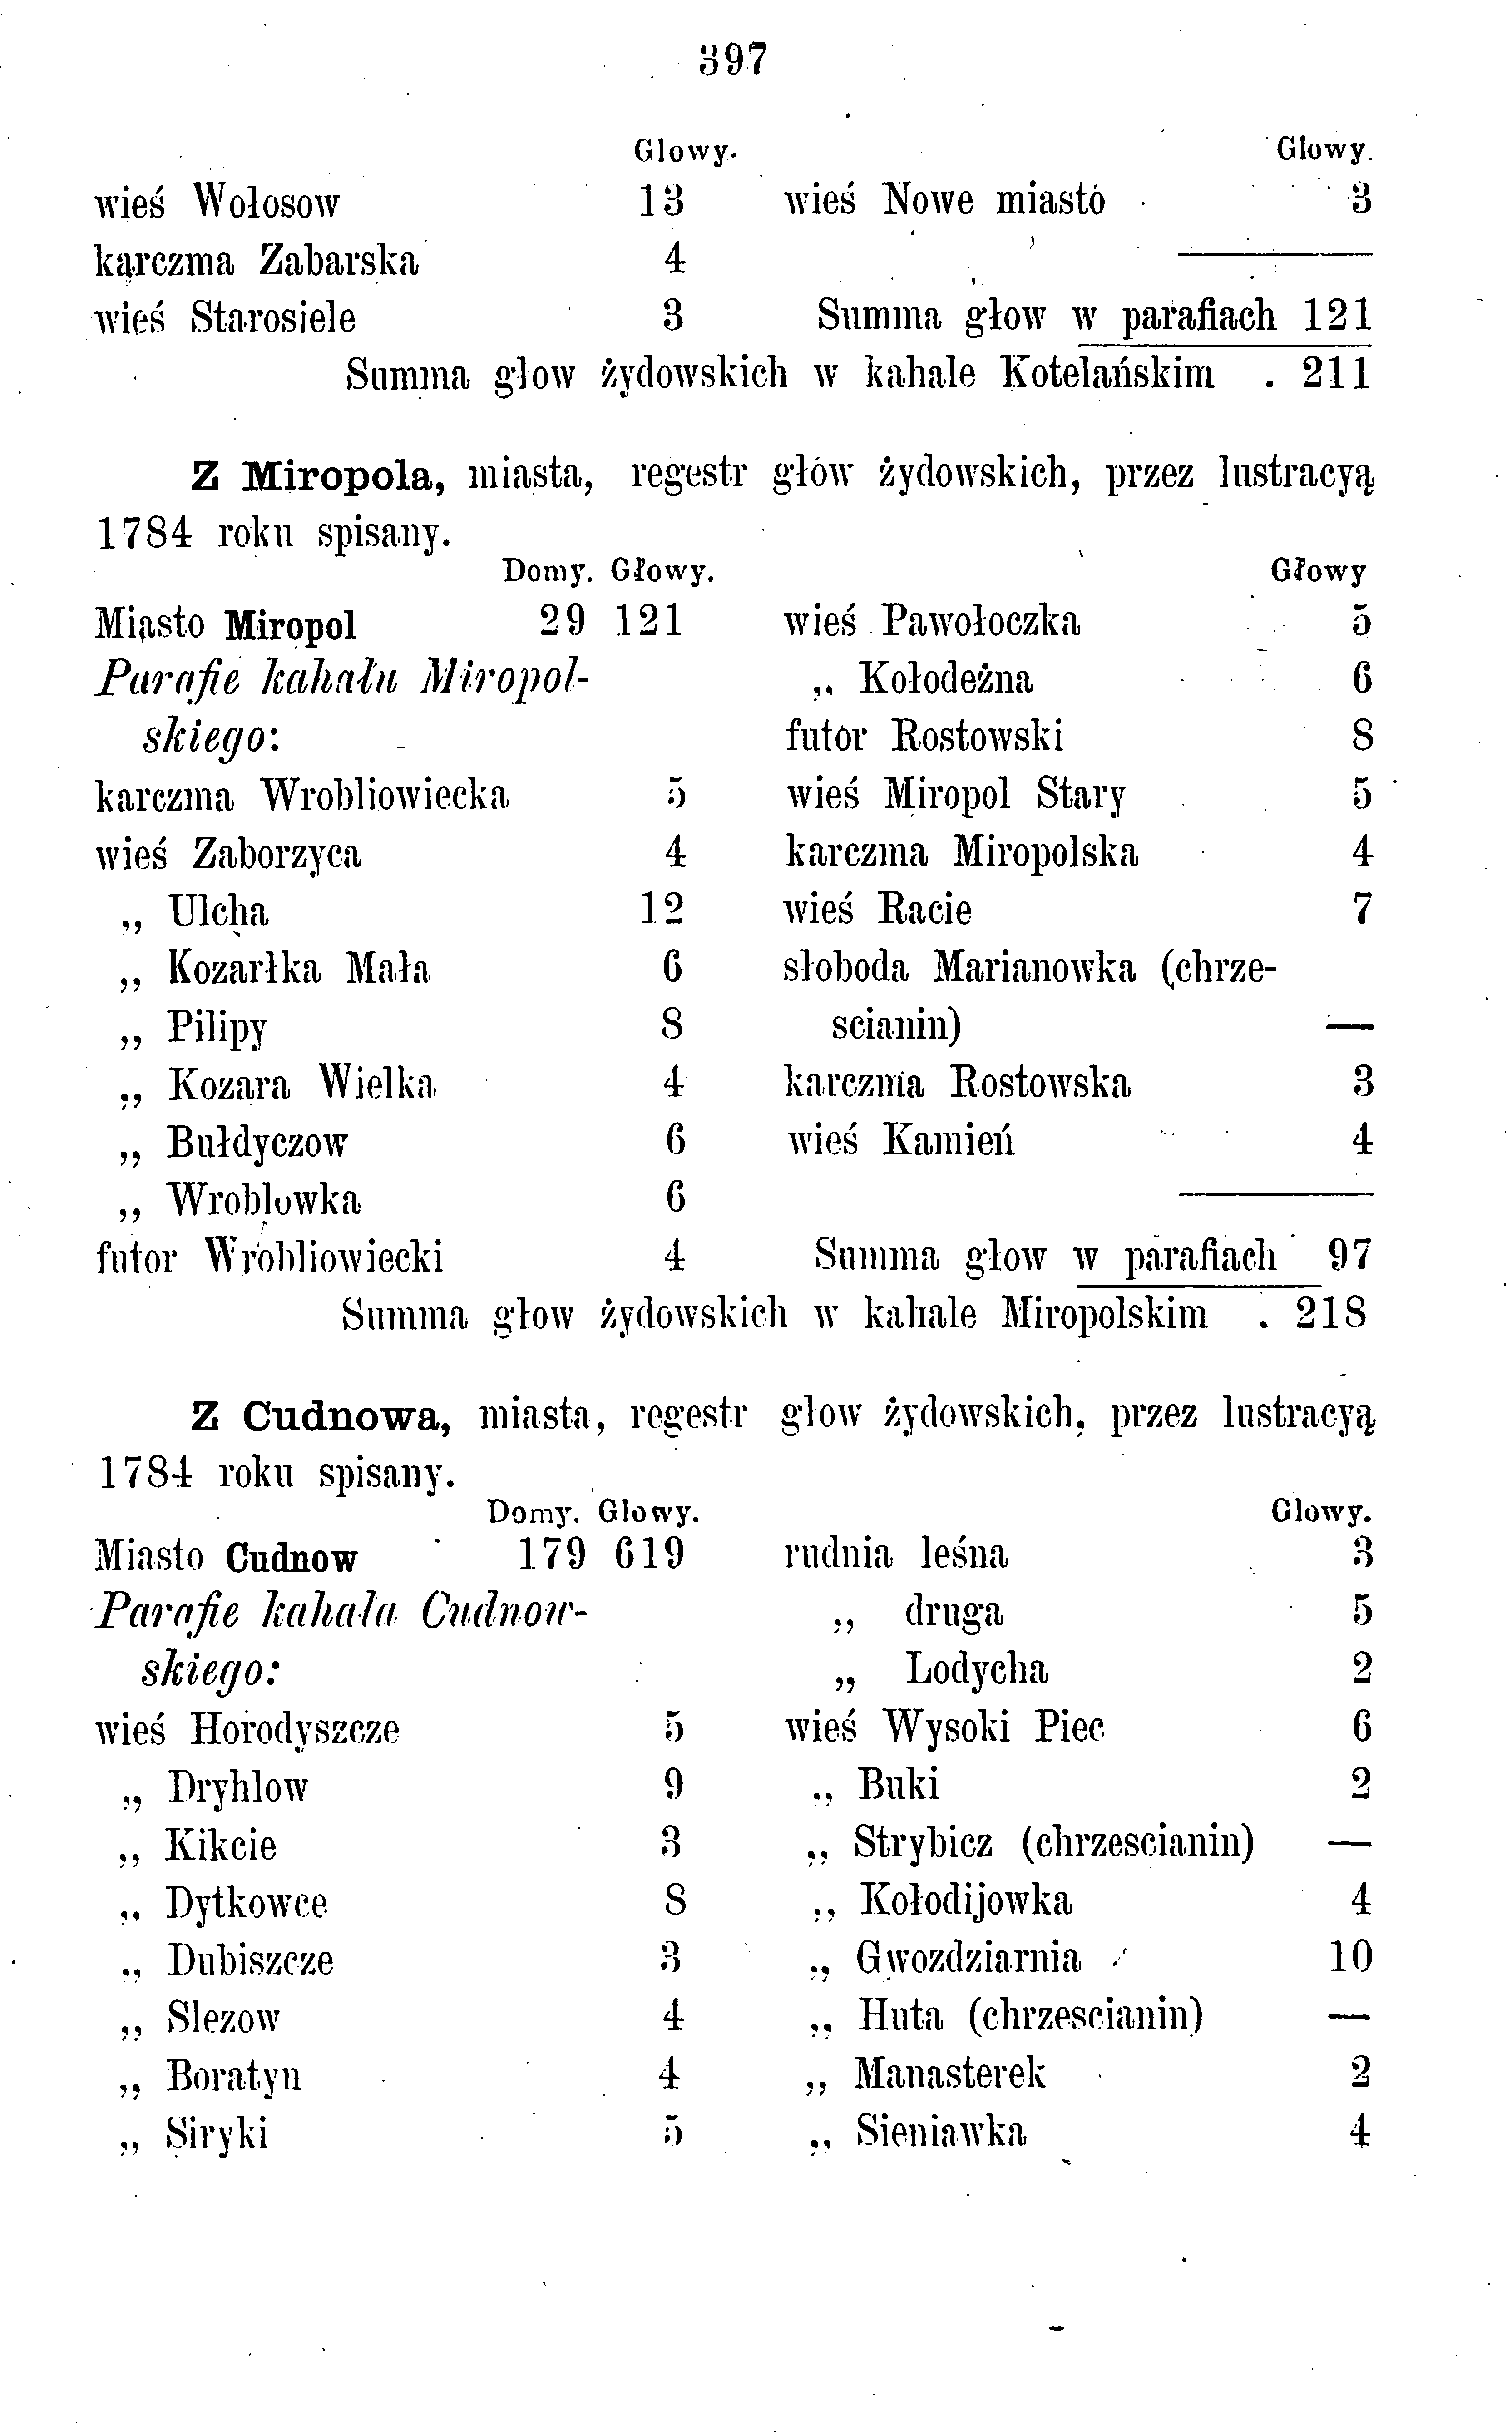 397
Glowy.
wieś Wołosow 13
karczma Zabarska 4
wieś Starosiele 3
Glowy.
wieś Nowe miasto 3
Summa głow w parafiach 121
Summa głow żydowskich w kahale Kotelańskim . 211
Z Miropola, miasta, regestr głów żydowskich, przez lustracyą
1784 roku spisany.
Domy. Głowy.
Miasto Miropol 29 121
Parafie kahału Miropol-
skiego:
karczma Wrobliowiecka 5
wieś Zaborzyca 4
„ Ulcha 12
„ Kozarłka Mała 6
„ Pilipy 8
„ Kozara Wielka 4
„ Bułdyczow 6
„ Wroblowka 6
futor Wrobliowiecki 4
Głowy
wieś Pawołoczka 5
„ Kołodeżna 6
futor Rostowski 8
wieś Miropol Stary 5
karczma Miropolska 4
wieś Racie 7
słoboda Marianowka (chrze-
scianin) —
karczma Rostowska 3
wieś Kamień 4
Summa głow w parafiach 97
Summa głow żydowskich w kahale Miropolskim . 218
Z Cudnowa, miasta, regestr głow żydowskich, przez lustracyą
1784 roku spisany.
Domy. Glowy.
Miasto Cudnow 179 619
Parafie kahała Cudnow-
skiego:
wieś Horodyszcze 5
„ Dryhlow 9
„ Kikcie 3
„ Dytkowce 8
„ Dubiszcze 3
„ Slezow 4
„ Boratyn 4
„ Siryki 5
Glowy.
rudnia leśna 3
„ druga 5
„ Lodycha 2
wieś Wysoki Piec 6
„ Buki 2
„ Strybicz (chrzescianin) —
„ Kołodijowka 4
„ Gwozdziarnia 10
„ Huta (chrzescianin) —
„ Manasterek 2
„ Sieniawka 4